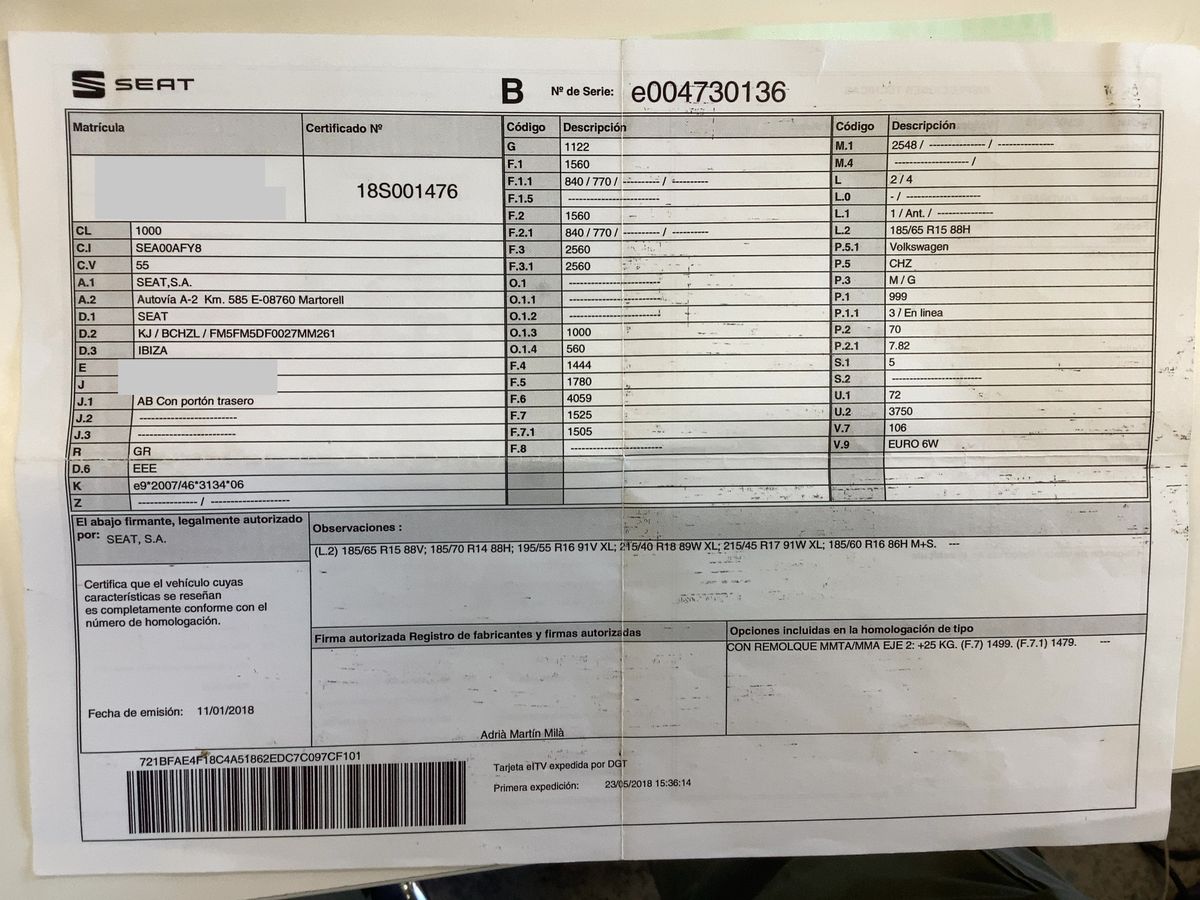 SEAT
B Nº de Serie: e004730136
Matrícula
Certificado Nº
18S001476
CL 1000
C.I SEA00AFY8
C.V 55
A.1 SEAT,S.A.
A.2 Autovía A-2 Km. 585 E-08760 Martorell
D.1 SEAT
D.2 KJ / BCHZL / FM5FM5DF0027MM261
D.3 IBIZA
E
J
J.1 AB Con portón trasero
J.2 ------------------------
J.3 ------------------------
R GR
D.6 EEE
K e9*2007/46*3134*06
Z --------------- / -------------------
Código Descripción
G 1122
F.1 1560
F.1.1 840 / 770 / ---------- / ---------
F.1.5 -----------------------
F.2 1560
F.2.1 840 / 770 / ---------- / ---------
F.3 2560
F.3.1 2560
O.1 -----------------------
O.1.1 -----------------------
O.1.2 -----------------------
O.1.3 1000
O.1.4 560
F.4 1444
F.5 1780
F.6 4059
F.7 1525
F.7.1 1505
F.8 -----------------------
Código Descripción
M.1 2548 / --------------- / ---------------
M.4 -------------------- /
L 2 / 4
L.0 - / --------------------
L.1 1 / Ant. / ---------------
L.2 185/65 R15 88H
P.5.1 Volkswagen
P.5 CHZ
P.3 M / G
P.1 999
P.1.1 3 / En linea
P.2 70
P.2.1 7.82
S.1 5
S.2 -----------------------
U.1 72
U.2 3750
V.7 106
V.9 EURO 6W
El abajo firmante, legalmente autorizado
por: SEAT, S.A.
Certifica que el vehículo cuyas
características se reseñan
es completamente conforme con el
número de homologación.
Fecha de emisión: 11/01/2018
Observaciones :
(L.2) 185/65 R15 88V; 185/70 R14 88H; 195/55 R16 91V XL; 215/40 R18 89W XL; 215/45 R17 91W XL; 185/60 R16 86H M+S. ---
Firma autorizada Registro de fabricantes y firmas autorizadas
Adrià Martín Milà
Opciones incluidas en la homologación de tipo
CON REMOLQUE MMTA/MMA EJE 2: +25 KG. (F.7) 1499. (F.7.1) 1479. ---
721BFAE4F18C4A51862EDC7C097CF101
Tarjeta eITV expedida por DGT
Primera expedición: 23/05/2018 15:36:14